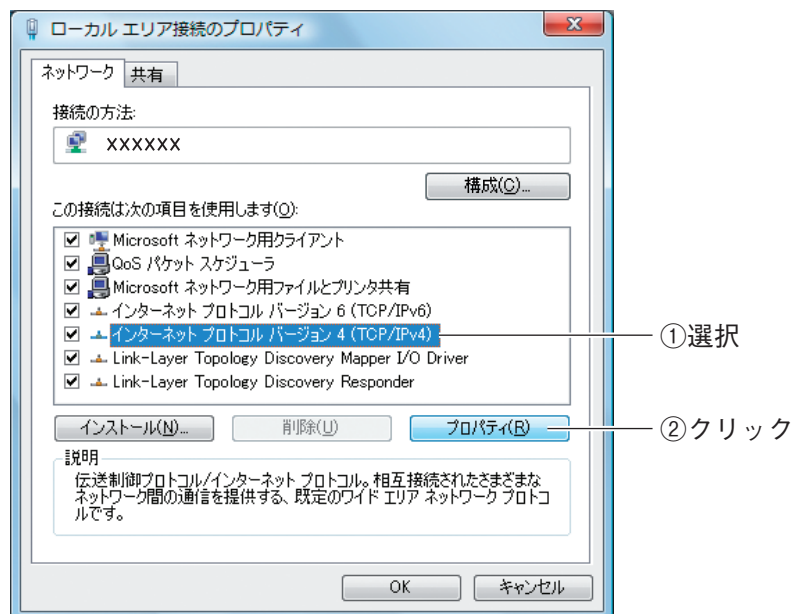 ローカル エリア接続のプロパティ
ネットワーク 共有
接続の方法:
XXXXXX
構成(C)...
この接続は次の項目を使用します(O):
Microsoft ネットワーク用クライアント
QoS パケット スケジューラ
Microsoft ネットワーク用ファイルとプリンタ共有
インターネット プロトコル バージョン 6 (TCP/IPv6)
インターネット プロトコル バージョン 4 (TCP/IPv4)
①選択
Link-Layer Topology Discovery Mapper I/O Driver
Link-Layer Topology Discovery Responder
インストール(N)... 削除(U) プロパティ(R)
②クリック
説明
伝送制御プロトコル/インターネット プロトコル。相互接続されたさまざまな
ネットワーク間の通信を提供する、既定のワイド エリア ネットワーク プロトコ
ルです。
OK キャンセル